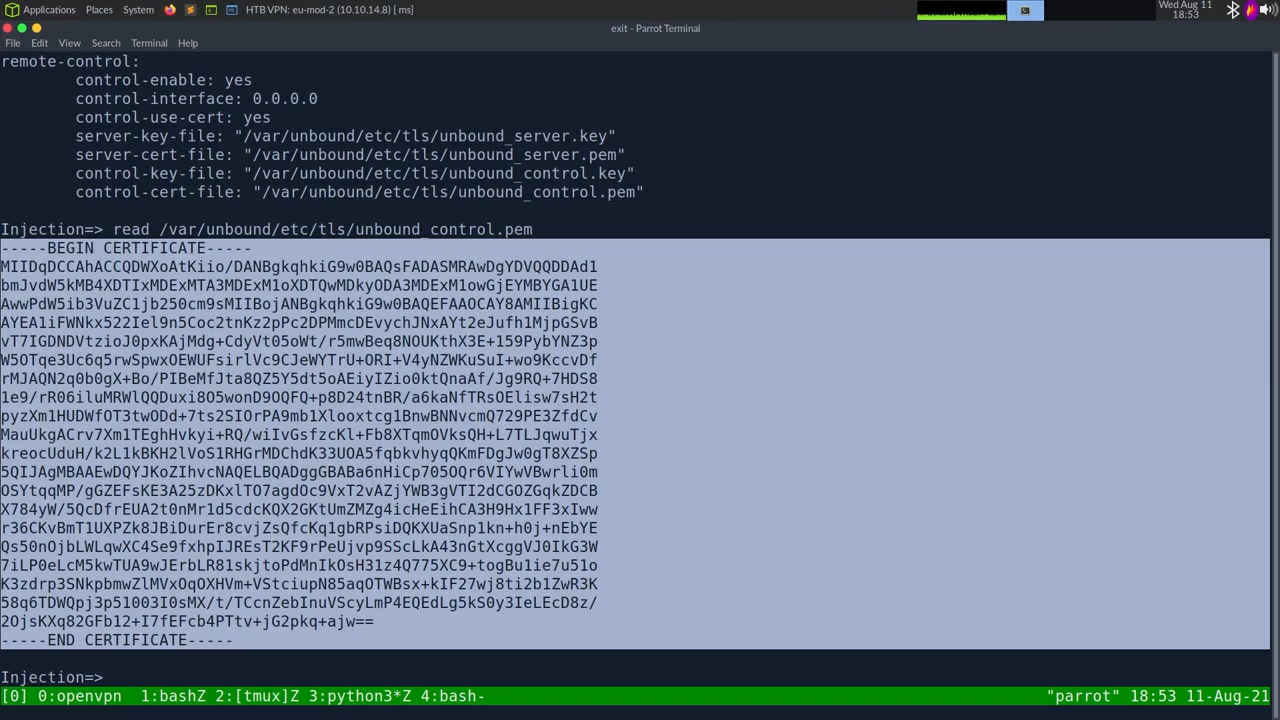 Applications Places System HTB VPN: eu-mod-2 (10.10.14.8) [ ms]
Wed Aug 11
18:53
exit - Parrot Terminal
File Edit View Search Terminal Help
remote-control:
control-enable: yes
control-interface: 0.0.0.0
control-use-cert: yes
server-key-file: "/var/unbound/etc/tls/unbound_server.key"
server-cert-file: "/var/unbound/etc/tls/unbound_server.pem"
control-key-file: "/var/unbound/etc/tls/unbound_control.key"
control-cert-file: "/var/unbound/etc/tls/unbound_control.pem"
Injection=> read /var/unbound/etc/tls/unbound_control.pem
-----BEGIN CERTIFICATE-----
MIIDqDCCAhACCQDWXoAtKiio/DANBgkqhkiG9w0BAQsFADASMRAwDgYDVQQDDAd1
bmJvdW5kMB4XDTIxMDExMTA3MDExM1oXDTQwMDkyODA3MDExM1owGjEYMBYGA1UE
AwwPdW5ib3VuZC1jb250cm9sMIIBojANBgkqhkiG9w0BAQEFAAOCAY8AMIIBigKC
AYEA1iFWNkx522Iel9n5Coc2tnKz2pPc2DPMmcDEvychJNxAYt2eJufh1MjpGSvB
vT7IGDNDVtzioJ0pxKAjMdg+CdyVt05oWt/r5mwBeq8NOUKthX3E+159PybYNZ3p
W5OTqe3Uc6q5rwSpwxOEWUFsirlVc9CJeWYTrU+ORI+V4yNZWKuSuI+wo9KccvDf
rMJAQN2q0b0gX+Bo/PIBeMfJta8QZ5Y5dt5oAEiyIZio0ktQnaAf/Jg9RQ+7HDS8
1e9/rR06iluMRWlQQDuxi8O5wonD9OQFQ+p8D24tnBR/a6kaNfTRsOElisw7sH2t
pyzXm1HUDWfOT3twODd+7ts2SIOrPA9mb1Xlooxtcg1BnwBNNvcmQ729PE3ZfdCv
MauUkgACrv7Xm1TEghHvkyi+RQ/wiIvGsfzcKl+Fb8XTqmOVksQH+L7TLJqwuTjx
kreocUduH/k2L1kBKH2lVoS1RHGrMDChdK33UOA5fqbkvhyqQKmFDgJw0gT8XZSp
5QIJAgMBAAEwDQYJKoZIhvcNAQELBQADggGBABa6nHiCp705OQr6VIYwVBwrli0m
OSYtqqMP/gGZEFsKE3A25zDKxlTO7agdOc9VxT2vAZjYWB3gVTI2dCGOZGqkZDCB
X784yW/5QcDfrEUA2t0nMr1d5cdcKQX2GKtUmZMZg4icHeEihCA3H9Hx1FF3xIww
r36CKvBmT1UXPZk8JBiDurEr8cvjZsQfcKq1gbRPsiDQKXUaSnp1kn+h0j+nEbYE
Qs50nOjbLWLqwXC4Se9fxhpIJREsT2KF9rPeUjvp9SScLkA43nGtXcggVJ0IkG3W
7iLP0eLcM5kwTUA9wJErbLR81skjtoPdMnIkOsH31z4Q775XC9+togBu1ie7u51o
K3zdrp3SNkpbmwZlMVxOqOXHVm+VStciupN85aqOTWBsx+kIF27wj8ti2b1ZwR3K
58q6TDWQpj3p51003I0sMX/t/TCcnZebInuVScyLmP4EQEdLg5kS0y3IeLEcD8z/
2OjsKXq82GFb12+I7fEFcb4PTtv+jG2pkq+ajw==
-----END CERTIFICATE-----
Injection=>
[0] 0:openvpn 1:bashZ 2:[tmux]Z 3:python3*Z 4:bash- "parrot" 18:53 11-Aug-21